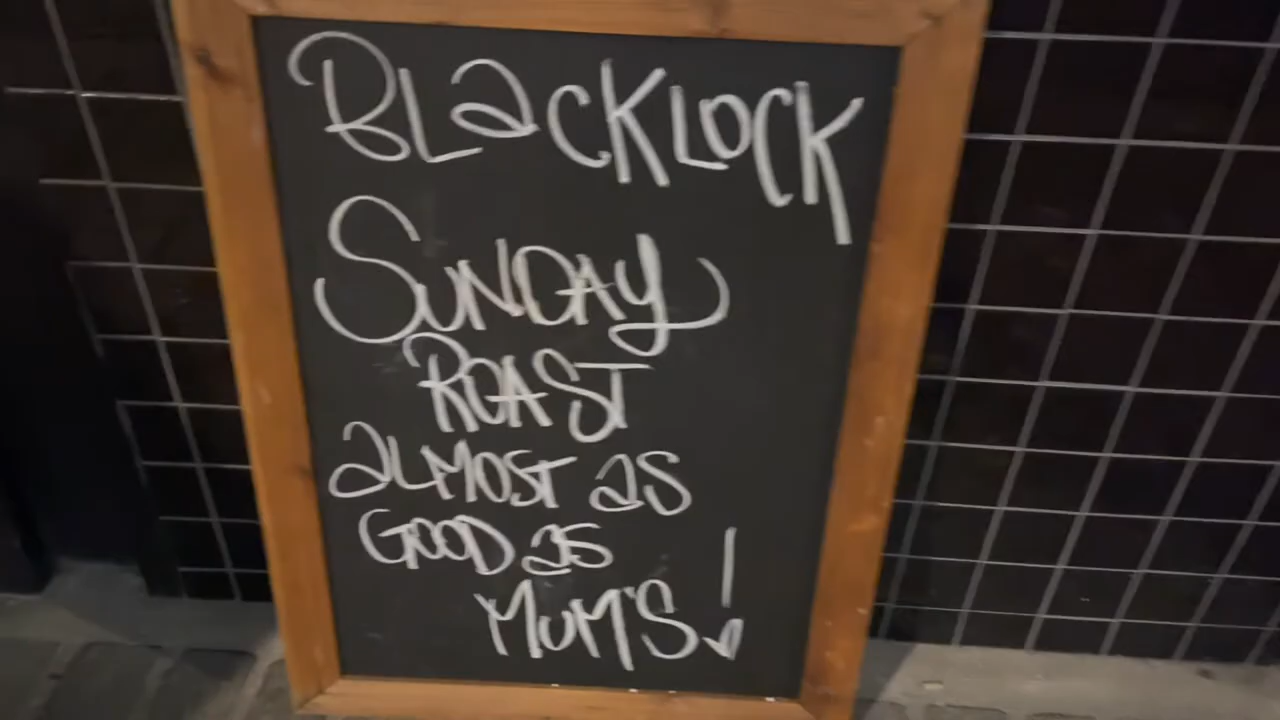 BLaCKLOCK
SUNDAY
ROAST
aLMOST aS
GOOD aS
MUM'S!